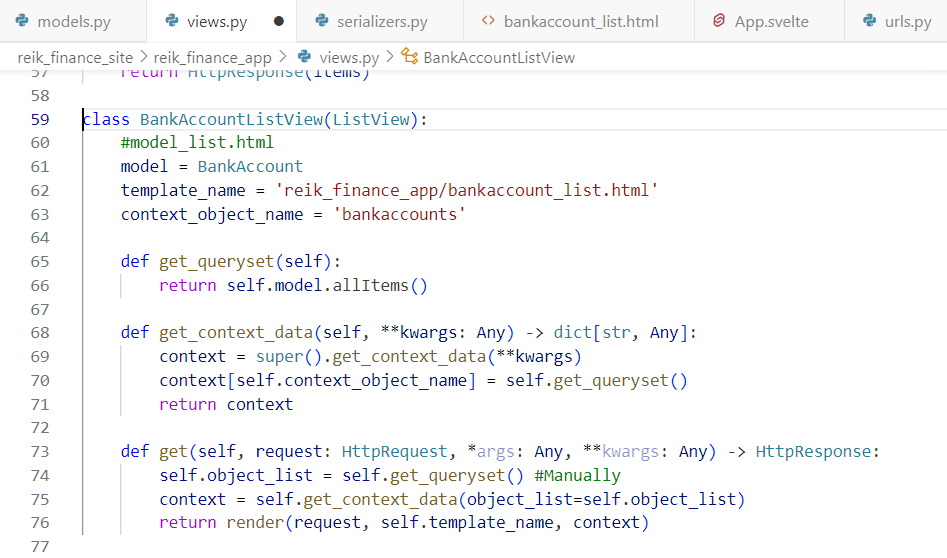 models.py views.py serializers.py <> bankaccount_list.html App.svelte urls.py
reik_finance_site > reik_finance_app > views.py > BankAccountListView
57 return HttpResponse(items)
58
59 class BankAccountListView(ListView):
60 #model_list.html
61 model = BankAccount
62 template_name = 'reik_finance_app/bankaccount_list.html'
63 context_object_name = 'bankaccounts'
64
65 def get_queryset(self):
66 return self.model.allItems()
67
68 def get_context_data(self, **kwargs: Any) -> dict[str, Any]:
69 context = super().get_context_data(**kwargs)
70 context[self.context_object_name] = self.get_queryset()
71 return context
72
73 def get(self, request: HttpRequest, *args: Any, **kwargs: Any) -> HttpResponse:
74 self.object_list = self.get_queryset() #Manually
75 context = self.get_context_data(object_list=self.object_list)
76 return render(request, self.template_name, context)
77